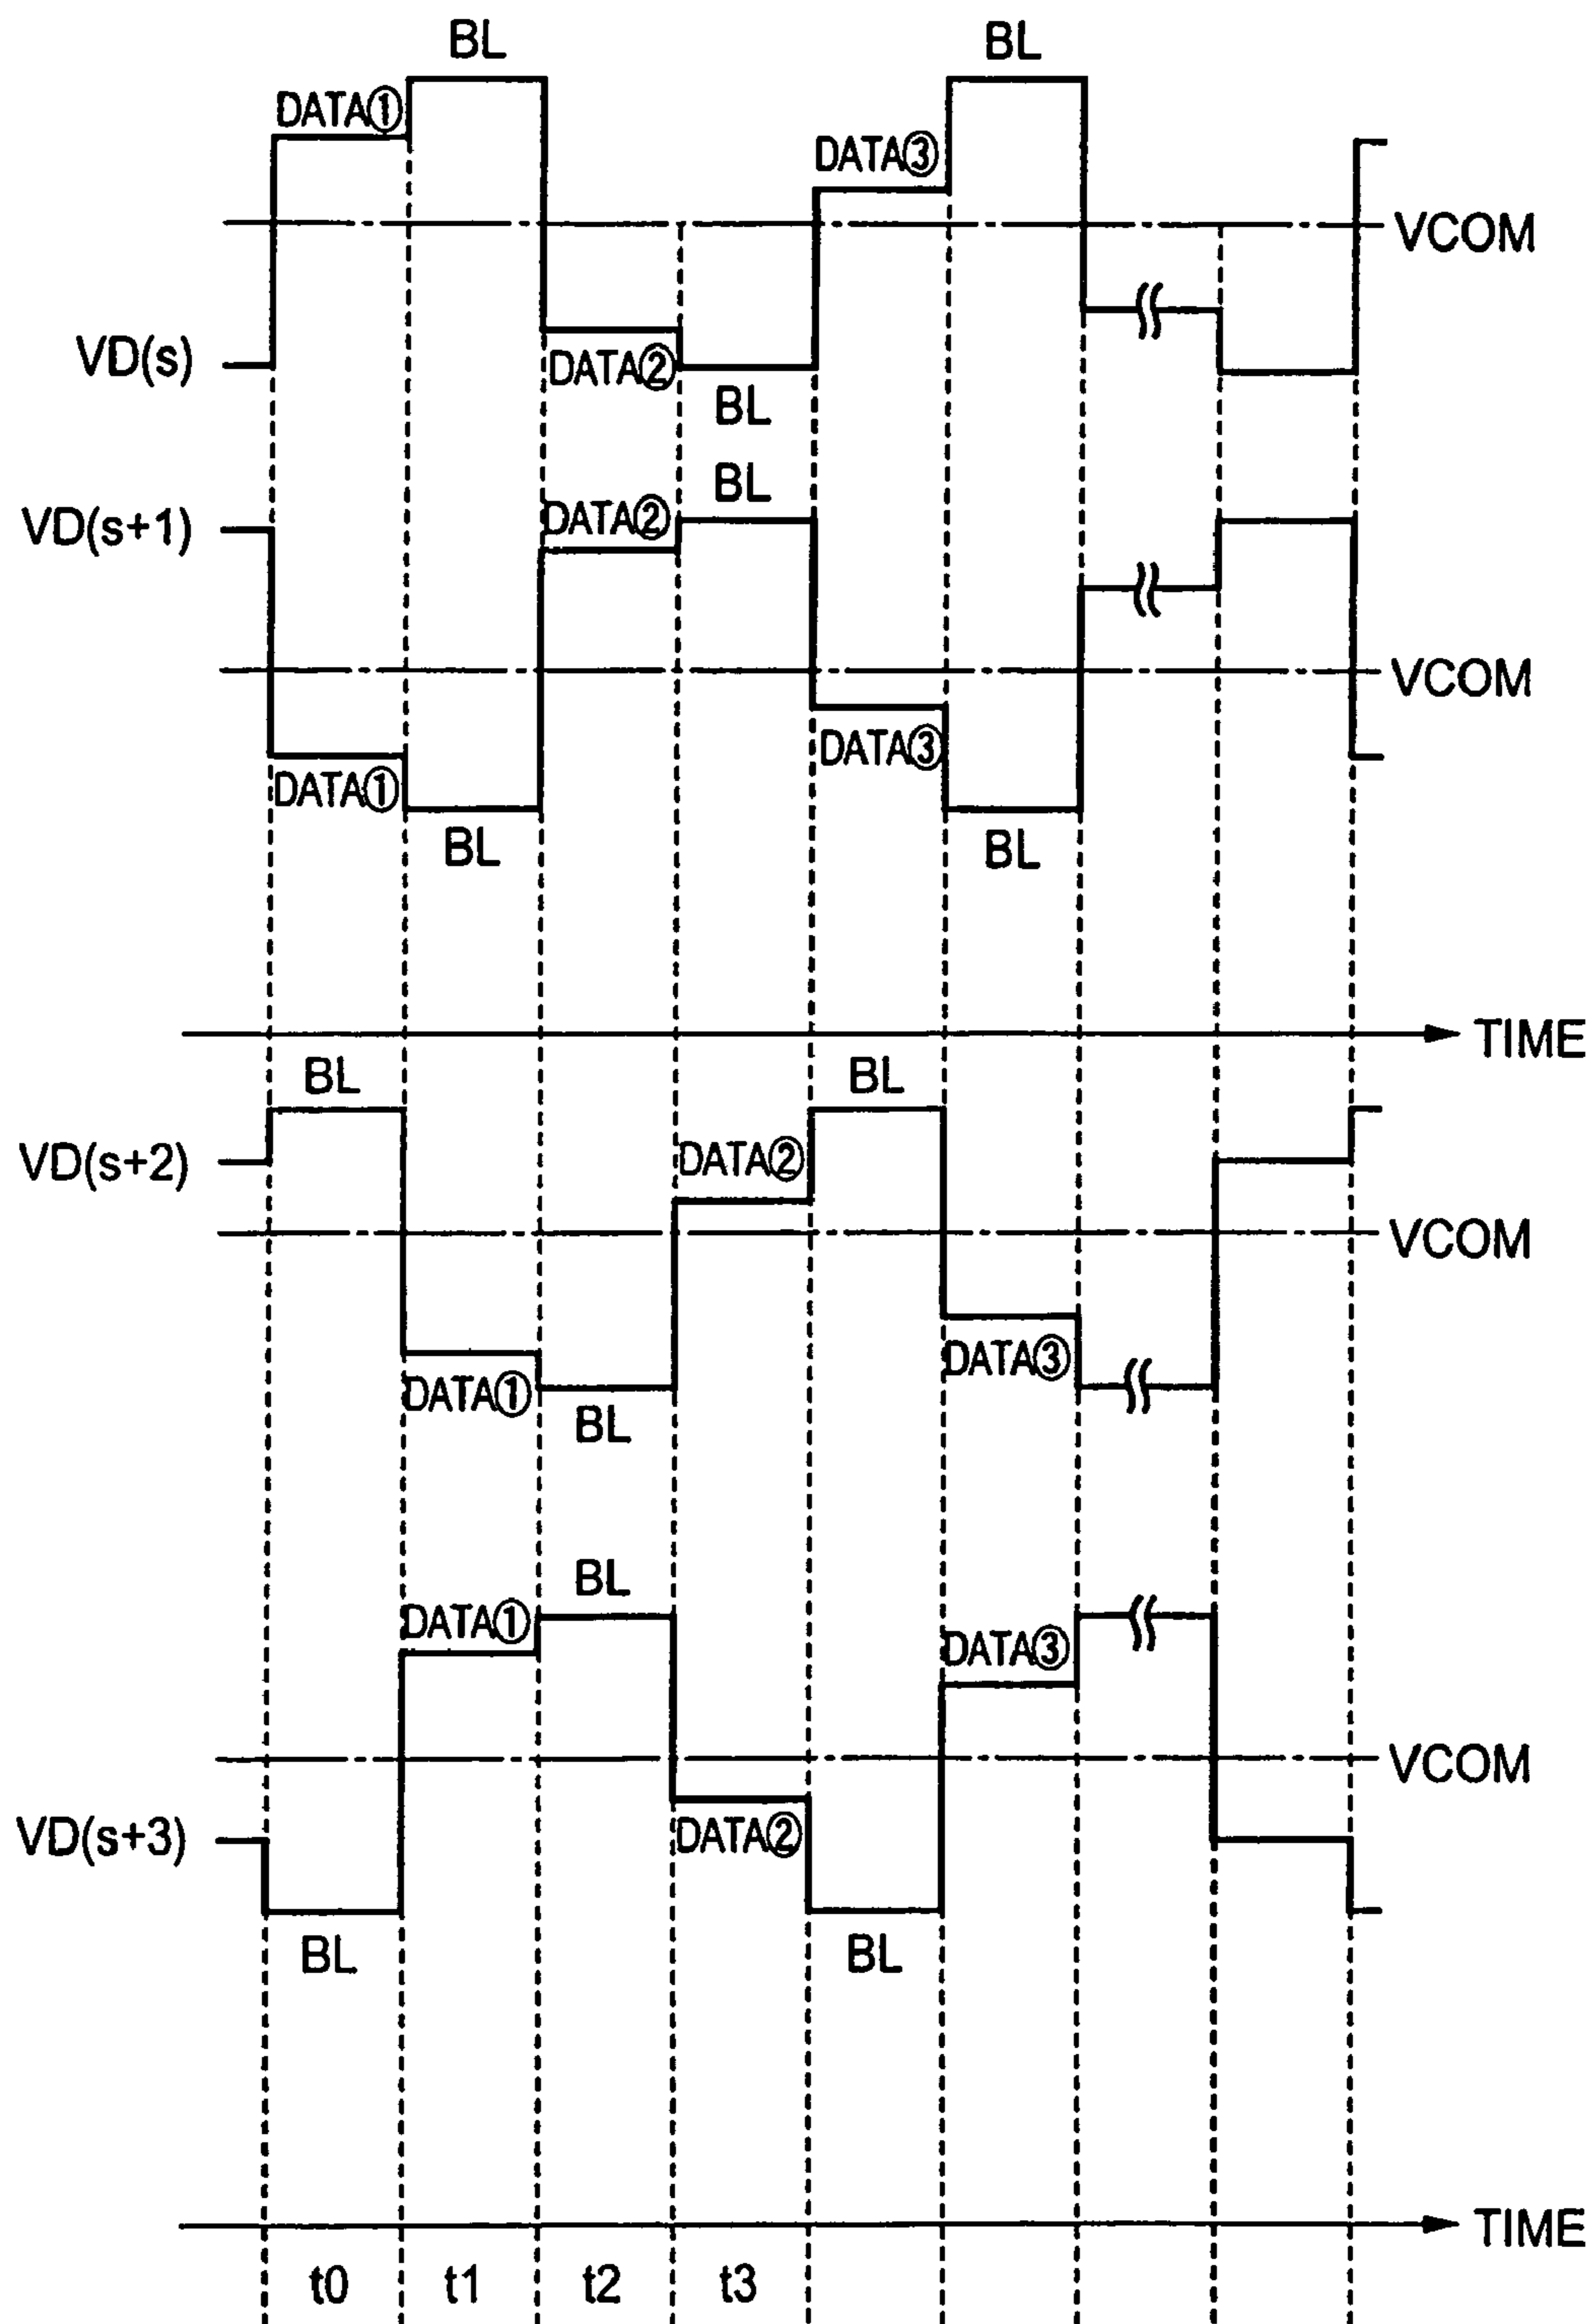 BL
BL
DATA①
DATA③
VCOM
VD(s)
DATA②
BL
BL
VD(s+1)
DATA②
VCOM
DATA①
DATA③
BL
BL
TIME
BL
BL
VD(s+2)
DATA②
VCOM
DATA①
DATA③
BL
BL
DATA①
DATA③
VCOM
VD(s+3)
DATA②
BL
BL
TIME
t0
t1
t2
t3